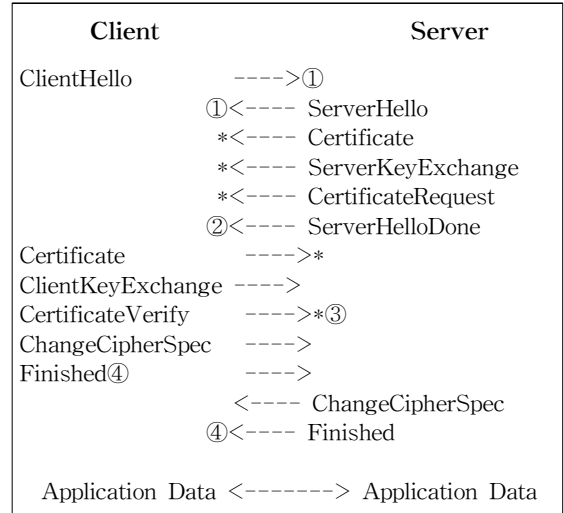 Client Server
ClientHello ---->①
①<---- ServerHello
*<---- Certificate
*<---- ServerKeyExchange
*<---- CertificateRequest
②<---- ServerHelloDone
Certificate ---->*
ClientKeyExchange ---->
CertificateVerify ---->*③
ChangeCipherSpec ---->
Finished④ ---->
<---- ChangeCipherSpec
④<---- Finished
Application Data <-------> Application Data